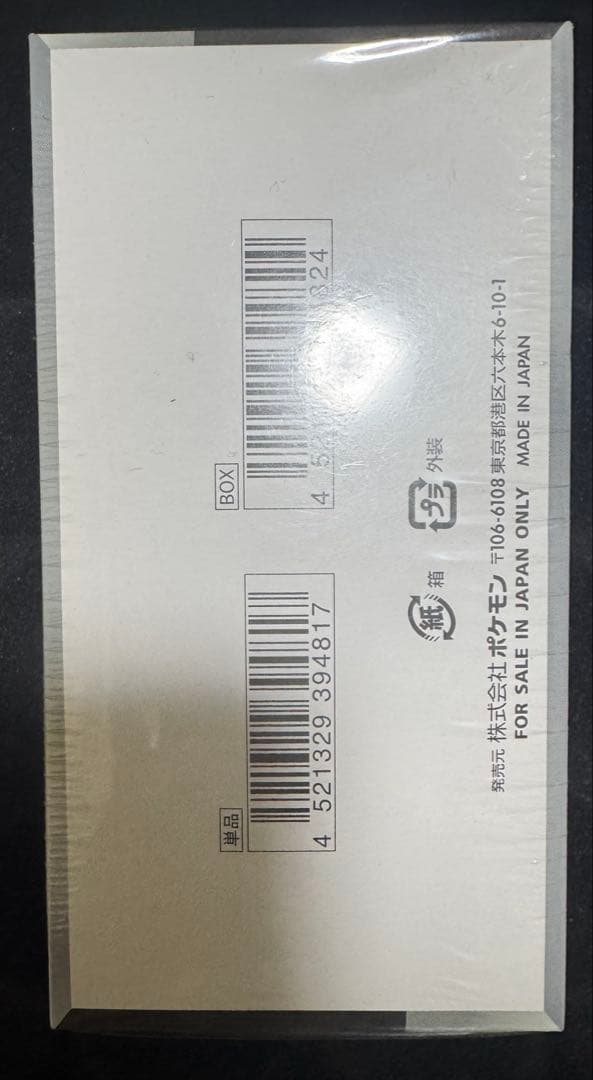 単品
4 521329 394817
BOX
紙 箱
プラ 外装
発売元 株式会社 ポケモン 〒106-6108 東京都港区六本木6-10-1
FOR SALE IN JAPAN ONLY MADE IN JAPAN